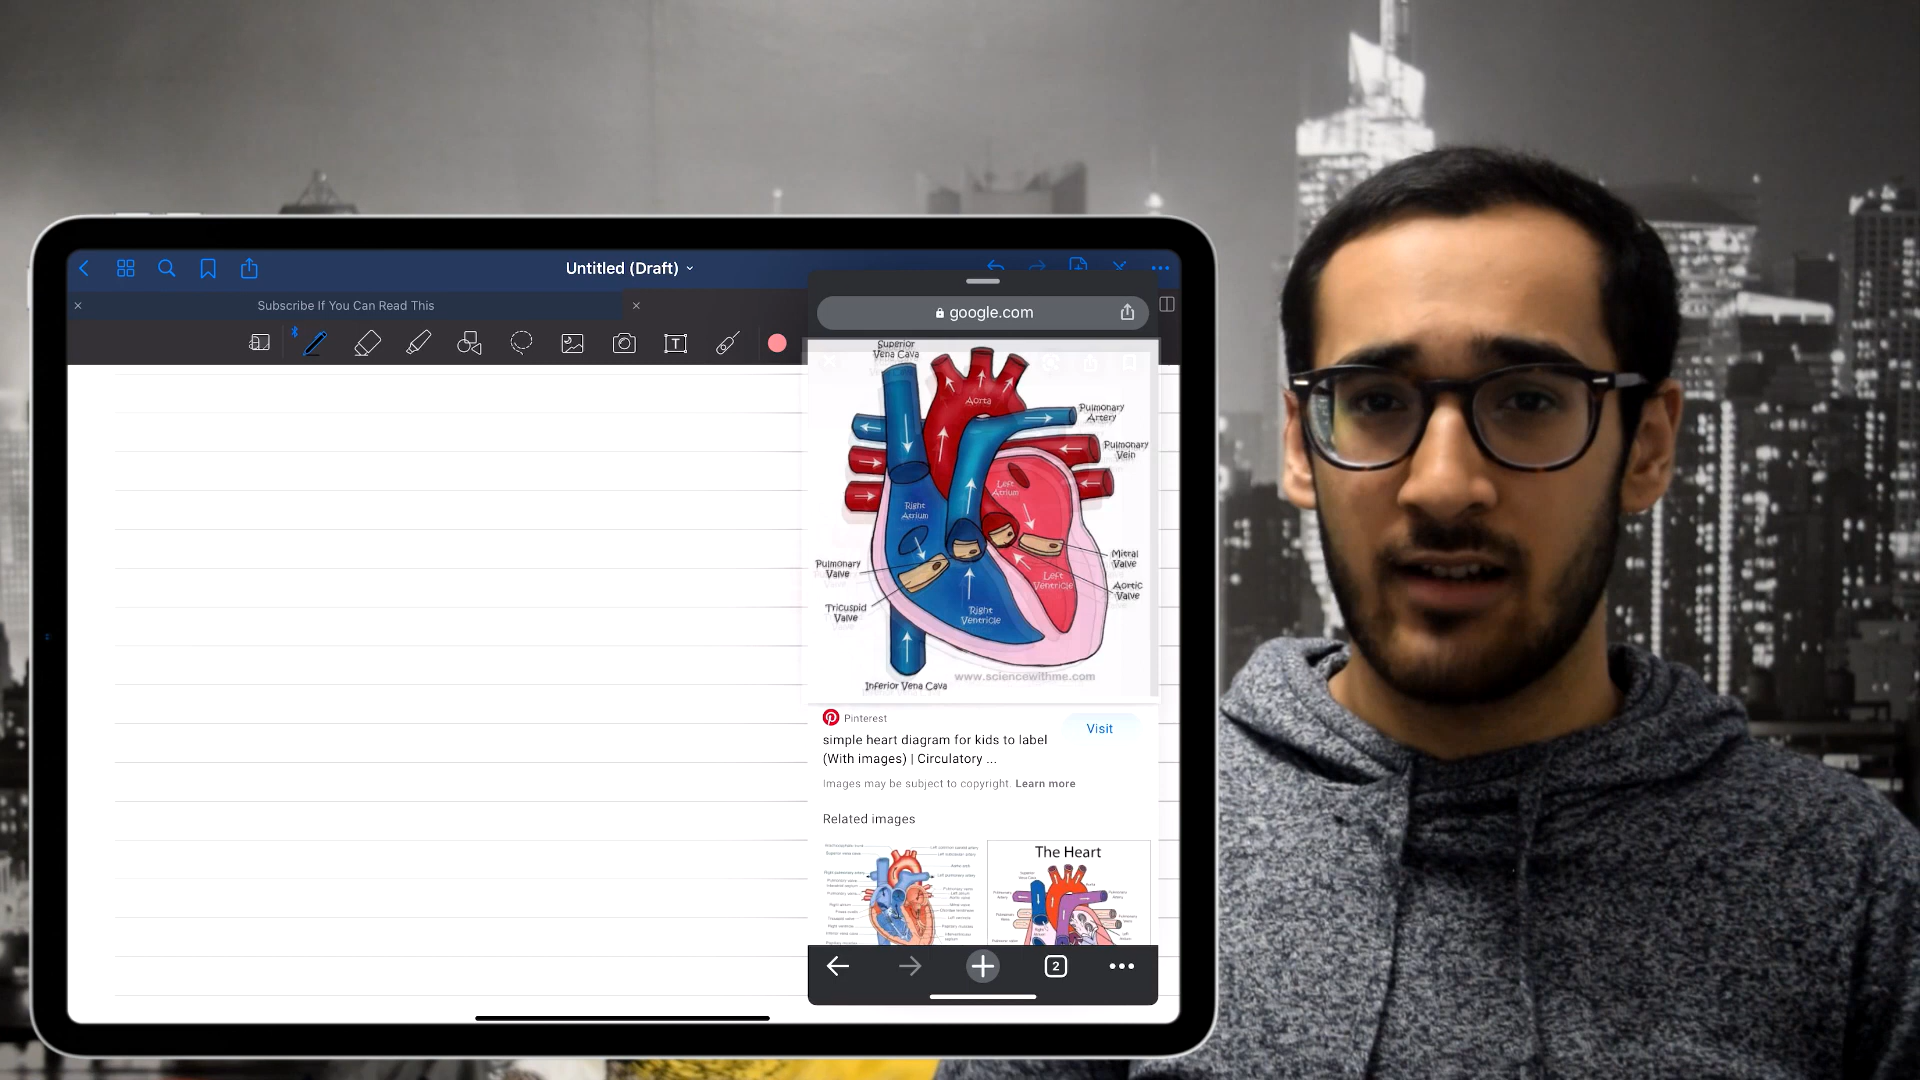 Untitled (Draft)
Subscribe If You Can Read This
T
google.com
Superior
Vena Cava
Aorta
Pulmonary
Artery
Pulmonary
Vein
Left
Atrium
Right
Atrium
Mitral
Valve
Pulmonary
Valve
Left
Ventricle
Aortic
Valve
Tricuspid
Valve
Right
Ventricle
www.sciencewithme.com
Inferior Vena Cava
Pinterest
Visit
simple heart diagram for kids to label
(With images) | Circulatory ...
Images may be subject to copyright. Learn more
Related images
The Heart
2